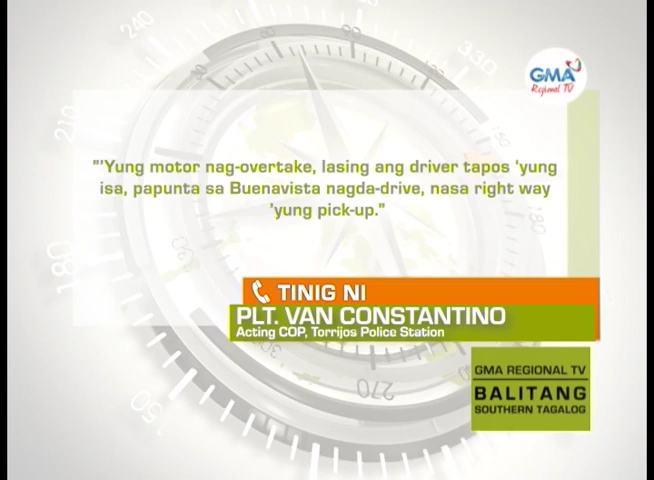 GMA
Regional TV
"'Yung motor nag-overtake, lasing ang driver tapos 'yung
isa, papunta sa Buenavista nagda-drive, nasa right way
'yung pick-up."
TINIG NI
PLT. VAN CONSTANTINO
Acting COP, Torrijos Police Station
GMA REGIONAL TV
BALITANG
SOUTHERN TAGALOG
240
330
210
180
150
270
180